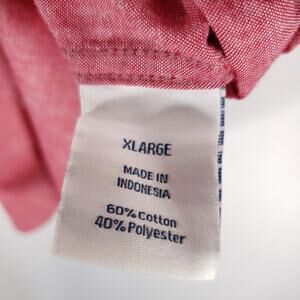 XLARGE
MADE IN
INDONESIA
60% Cotton
40% Polyester